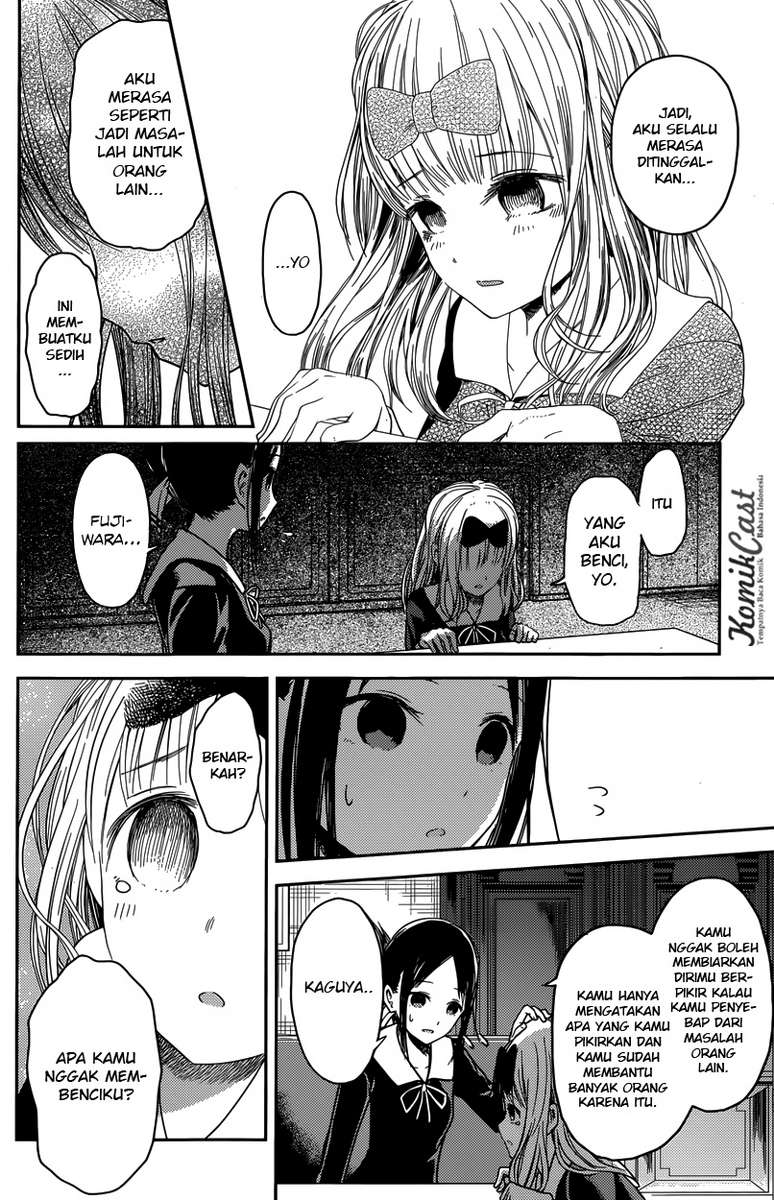 JADI,
AKU SELALU
MERASA
DITINGGAL-
KAN...
...YO
AKU
MERASA
SEPERTI
JADI MASA-
LAH UNTUK
ORANG
LAIN...
INI
MEM-
BUATKU
SEDIH
...
ITU
YANG
AKU
BENCI,
YO.
FUJI-
WARA...
KomikCast
Tempatnya Baca Komik Bahasa Indonesia
BENAR-
KAH?
APA KAMU
NGGAK MEM-
BENCIKU?
KAMU
NGGAK BOLEH
MEMBIARKAN
DIRIMU BER-
PIKIR KALAU
KAMU PENYE-
BAP DARI
MASALAH
ORANG
LAIN.
KAMU HANYA
MENGATAKAN
APA YANG KAMU
PIKIRKAN DAN
KAMU SUDAH
MEMBANTU
BANYAK ORANG
KARENA ITU.
KAGUYA..